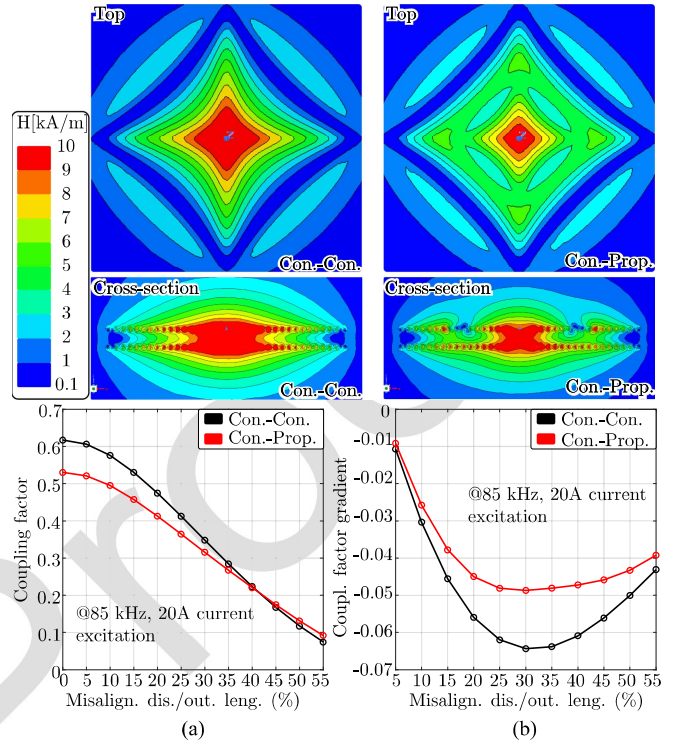 Top
Top
H[kA/m]
10
9
8
7
6
5
4
3
2
1
0.1
Con.-Con.
Con.-Prop.
Cross-section
Cross-section
Con.-Con.
Con.-Prop.
0.7
0.6
0.5
0.4
0.3
0.2
0.1
0
Coupling factor
Con.-Con.
Con.-Prop.
@85 kHz, 20A current
excitation
0 5 10 15 20 25 30 35 40 45 50 55
Misalign. dis./out. leng. (%)
(a)
-0.01
-0.02
-0.03
-0.04
-0.05
-0.06
-0.07
Coupl. factor gradient
Con.-Con.
Con.-Prop.
@85 kHz, 20A current
excitation
5 10 15 20 25 30 35 40 45 50 55
Misalign. dis./out. leng. (%)
(b)